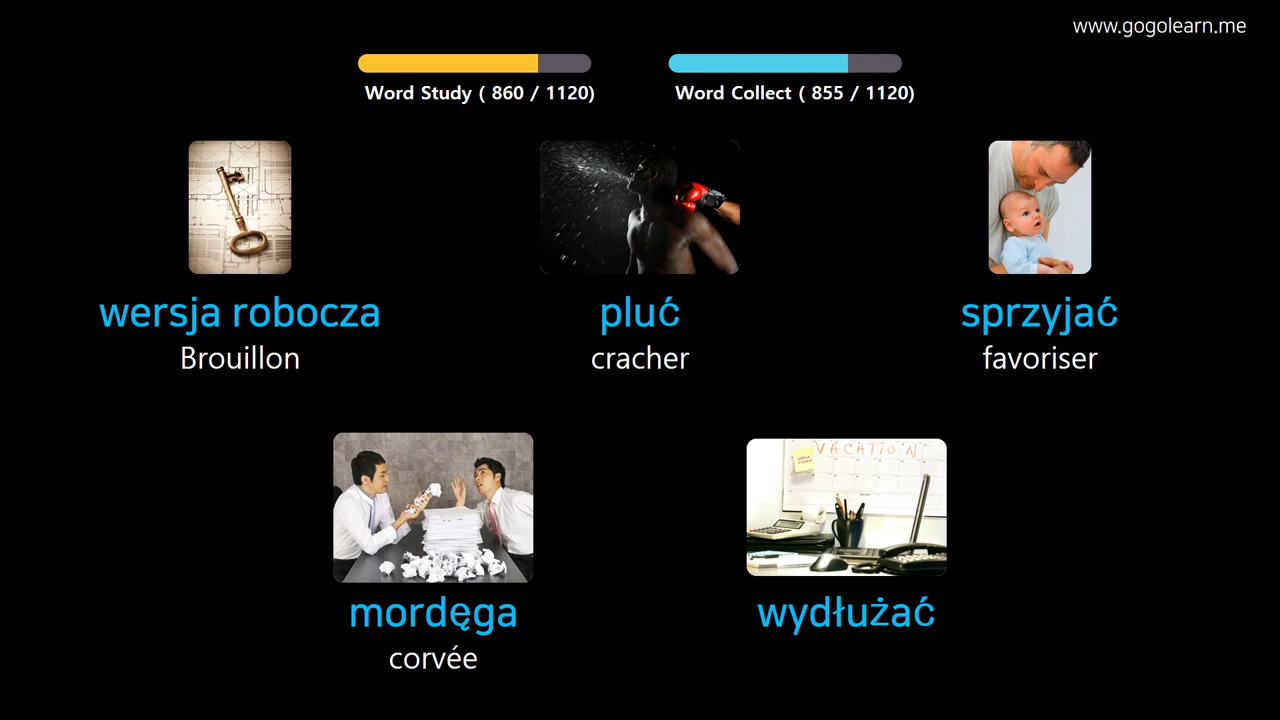 www.gogolearn.me
Word Study ( 860 / 1120)
Word Collect ( 855 / 1120)
wersja robocza
Brouillon
pluć
cracher
sprzyjać
favoriser
VACATION
mordęga
corvée
wydłużać